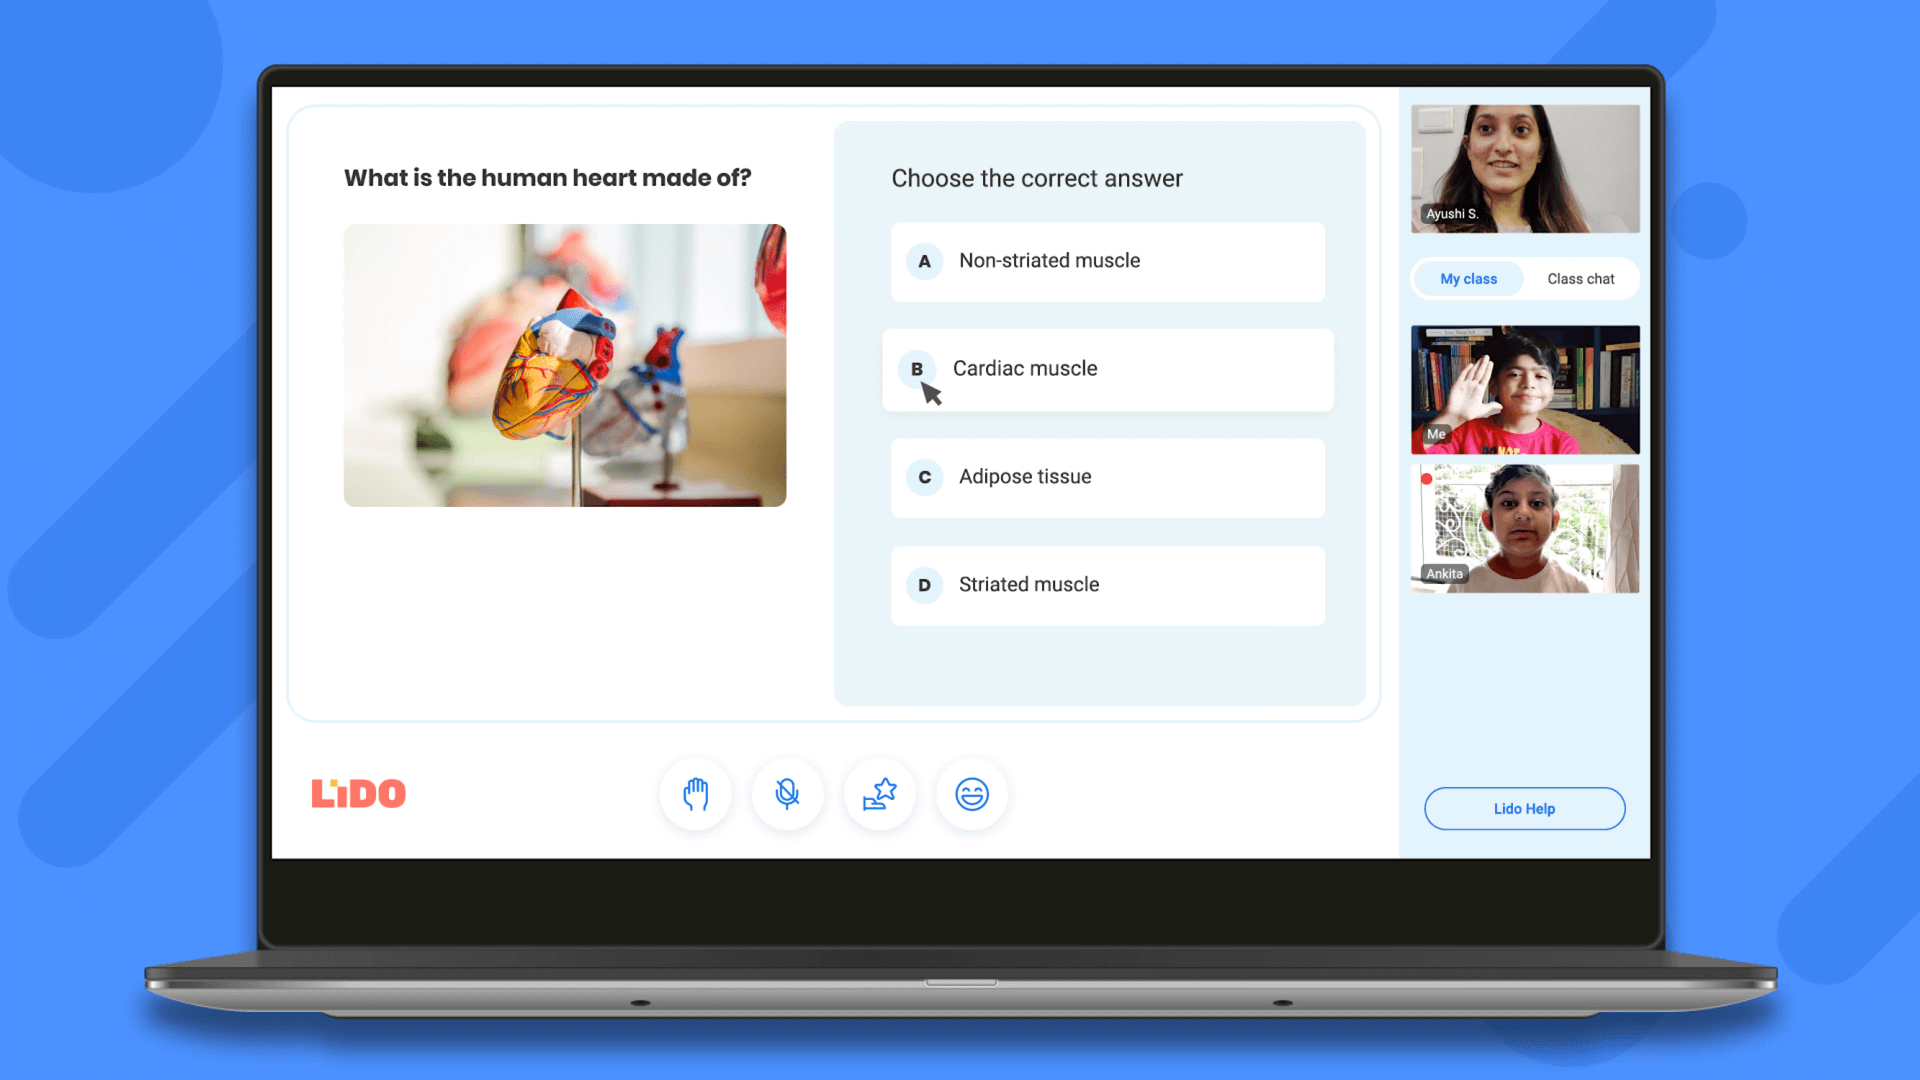 What is the human heart made of?
Choose the correct answer
A Non-striated muscle
B Cardiac muscle
C Adipose tissue
D Striated muscle
LiDO
Ayushi S.
My class
Class chat
Me
Ankita
Lido Help